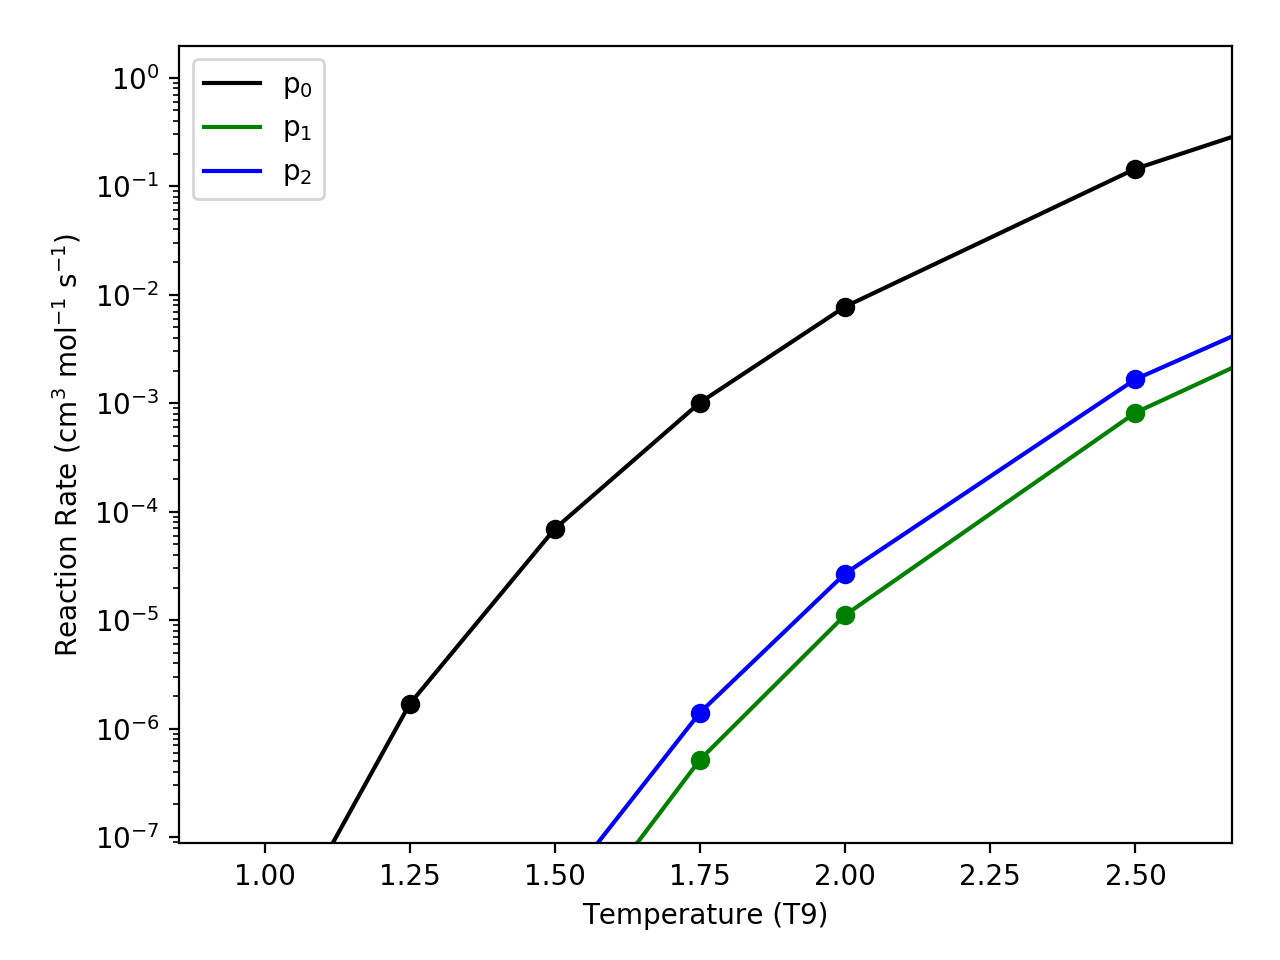 p₀
p₁
p₂
10⁰
10⁻¹
10⁻²
10⁻³
10⁻⁴
10⁻⁵
10⁻⁶
10⁻⁷
Reaction Rate (cm³ mol⁻¹ s⁻¹)
1.00 1.25 1.50 1.75 2.00 2.25 2.50
Temperature (T9)